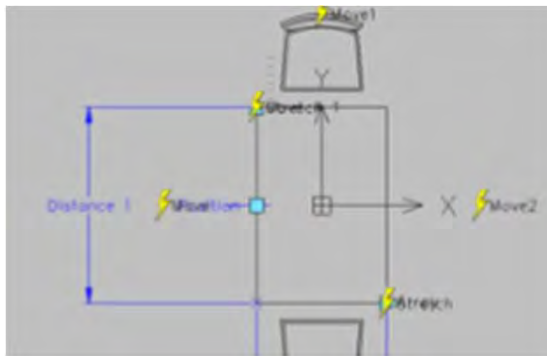 Move1
Y
Stretch 1
Distance 1
Position
X
Move2
Stretch